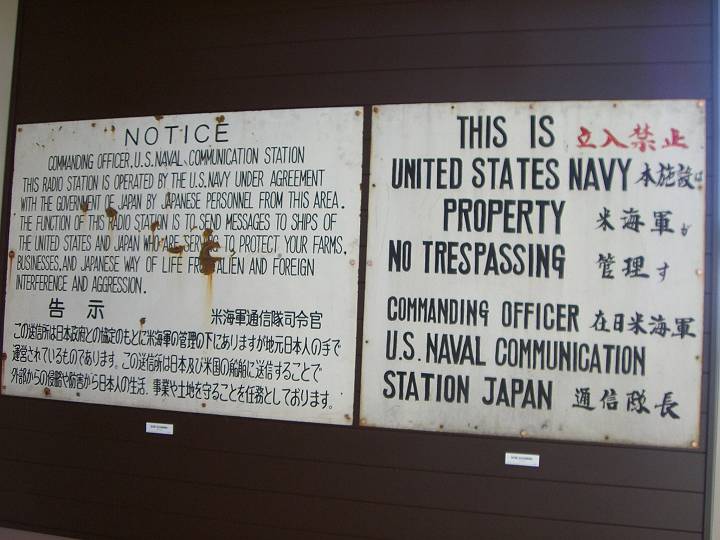 NOTICE
COMMANDING OFFICER, U.S. NAVAL COMMUNICATION STATION
THIS RADIO STATION IS OPERATED BY THE U.S. NAVY UNDER AGREEMENT
WITH THE GOVERNMENT OF JAPAN BY JAPANESE PERSONNEL FROM THIS AREA.
THE FUNCTION OF THIS RADIO STATION IS TO SEND MESSAGES TO SHIPS OF
THE UNITED STATES AND JAPAN WHO ARE SERVING TO PROTECT YOUR FARMS,
BUSINESSES, AND JAPANESE WAY OF LIFE FROM ALIEN AND FOREIGN
INTERFERENCE AND AGGRESSION.
告示 米海軍通信隊司令官
この送信所は日本政府との協定のもとに米海軍の管理の下にありますが地元日本人の手で
運営されているものであります。この送信所は日本及び米国の船舶に送信することで
外部からの侵略や防害から日本人の生活、事業や土地を守ることを任務としております。
THIS IS 立入禁止
UNITED STATES NAVY 本施設は
PROPERTY 米海軍が
NO TRESPASSING 管理す
COMMANDING OFFICER 在日米海軍
U.S. NAVAL COMMUNICATION
STATION JAPAN 通信隊長